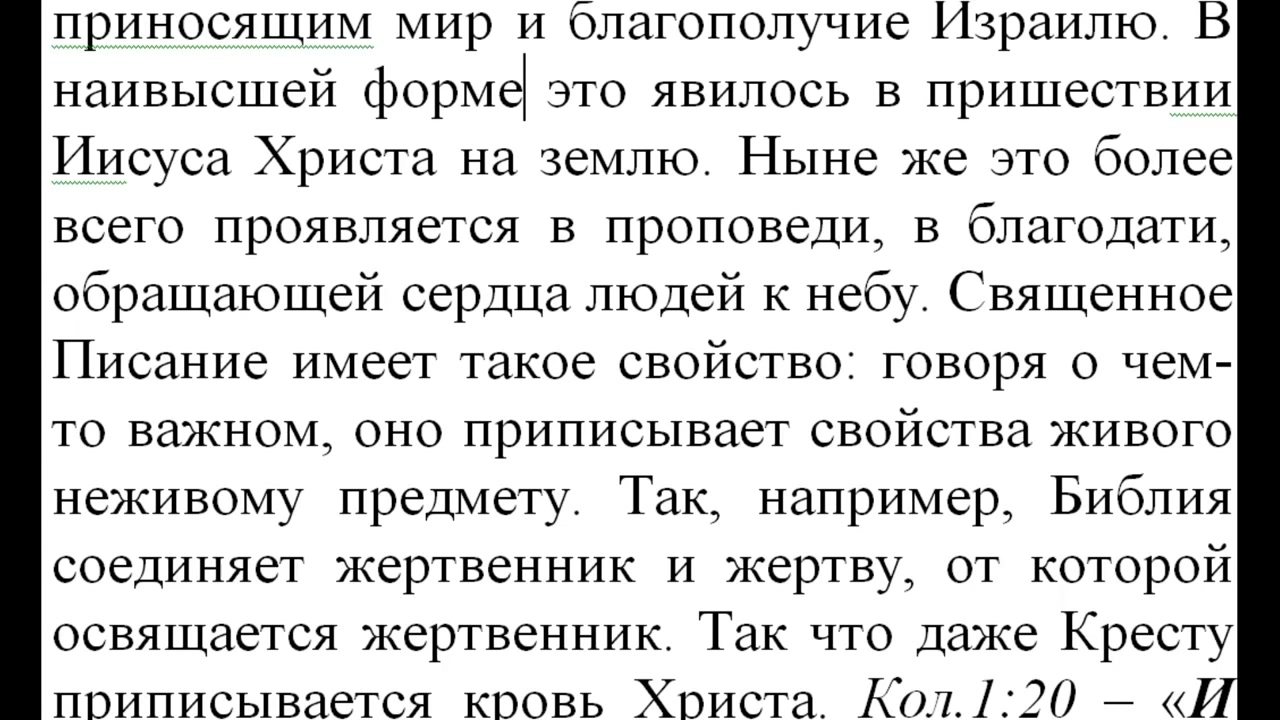 приносящим мир и благополучие Израилю. В
наивысшей форме это явилось в пришествии
Иисуса Христа на землю. Ныне же это более
всего проявляется в проповеди, в благодати,
обращающей сердца людей к небу. Священное
Писание имеет такое свойство: говоря о чем-
то важном, оно приписывает свойства живого
неживому предмету. Так, например, Библия
соединяет жертвенник и жертву, от которой
освящается жертвенник. Так что даже Кресту
приписывается кровь Христа. Кол.1:20 – «И